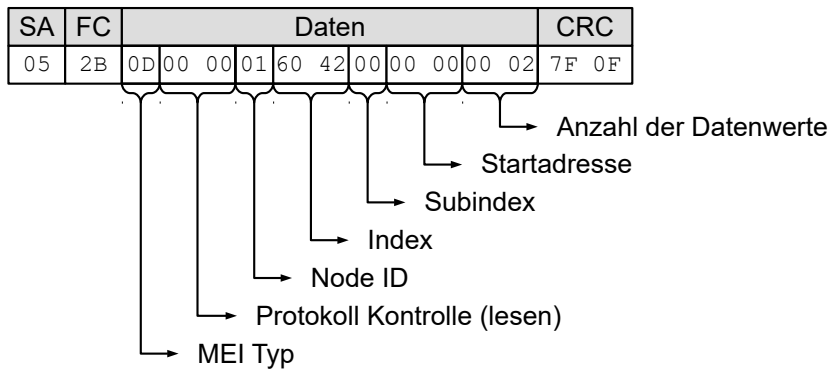 SA FC Daten CRC
05 2B 0D 00 00 01 60 42 00 00 00 00 02 7F 0F
Anzahl der Datenwerte
Startadresse
Subindex
Index
Node ID
Protokoll Kontrolle (lesen)
MEI Typ